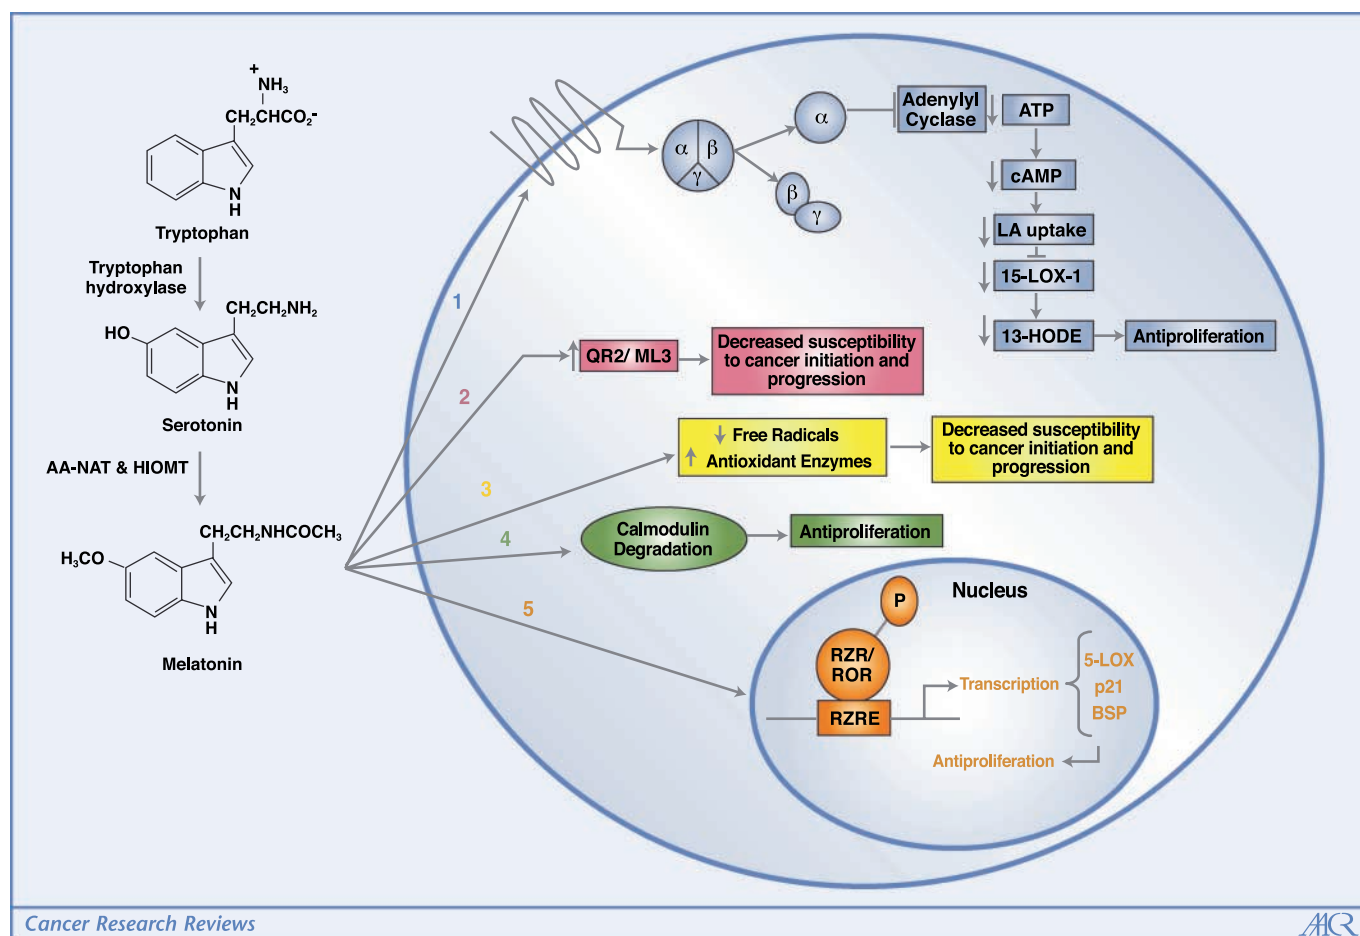 +
NH3
CH2CHCO2-
N
H
Tryptophan
Tryptophan
hydroxylase
CH2CH2NH2
HO
N
H
Serotonin
AA-NAT & HIOMT
CH2CH2NHCOCH3
H3CO
N
H
Melatonin
1
2
3
4
5
α
β
γ
α
β
γ
Adenylyl
Cyclase
ATP
cAMP
LA uptake
15-LOX-1
13-HODE
Antiproliferation
QR2/ ML3
Decreased susceptibility
to cancer initiation and
progression
Free Radicals
Antioxidant Enzymes
Decreased susceptibility
to cancer initiation and
progression
Calmodulin
Degradation
Antiproliferation
Nucleus
P
RZR/
ROR
RZRE
Transcription
5-LOX
p21
BSP
Antiproliferation
Cancer Research Reviews
AACR